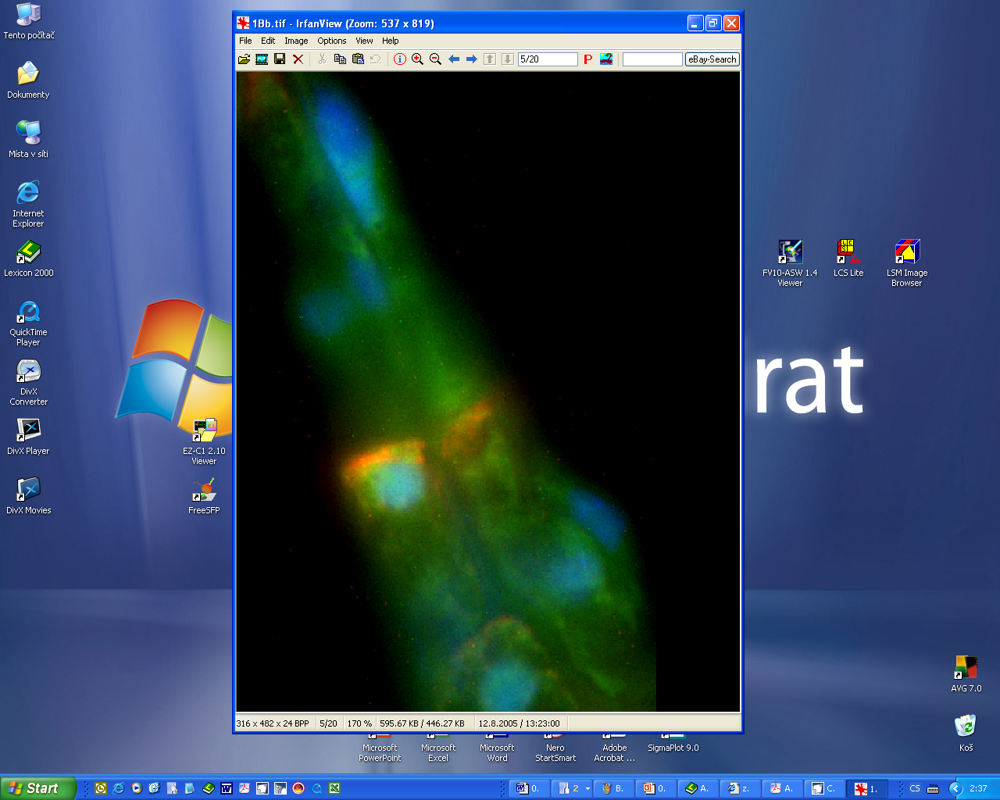 1Bb.tif - IrfanView (Zoom: 537 x 819)
File Edit Image Options View Help
5/20
P
eBay-Search
316 x 482 x 24 BPP
5/20
170 %
595.67 KB / 446.27 KB
12.8.2005 / 13:23:00
Tento počítač
Dokumenty
Místa v síti
Internet
Explorer
Lexicon 2000
QuickTime
Player
DivX
Converter
DivX Player
DivX Movies
EZ-C1 2.10
Viewer
FreeSFP
FV10-ASW 1.4
Viewer
LCS Lite
LSM Image
Browser
rat
AVG 7.0
Koš
Microsoft
PowerPoint
Microsoft
Excel
Microsoft
Word
Nero
StartSmart
Adobe
Acrobat ...
SigmaPlot 9.0
Start
0.
2
B.
0.
A.
z.
A.
C.
1.
CS
2:37